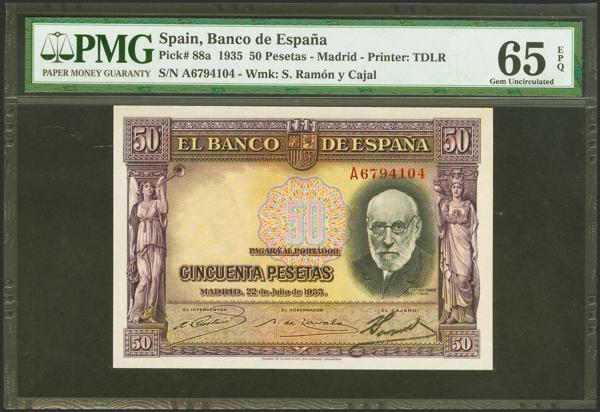 PMG
PAPER MONEY GUARANTY
Spain, Banco de España
Pick# 88a 1935 50 Pesetas - Madrid - Printer: TDLR
S/N A6794104 - Wmk: S. Ramón y Cajal
65 EPQ
Gem Uncirculated
50 50
EL BANCO DE ESPAÑA
A6794104
50
PAGARÁ AL PORTADOR
CINCUENTA PESETAS
MADRID, 22 de Julio de 1935.
EL INTERVENTOR EL GOBERNADOR EL CAJERO
50 50